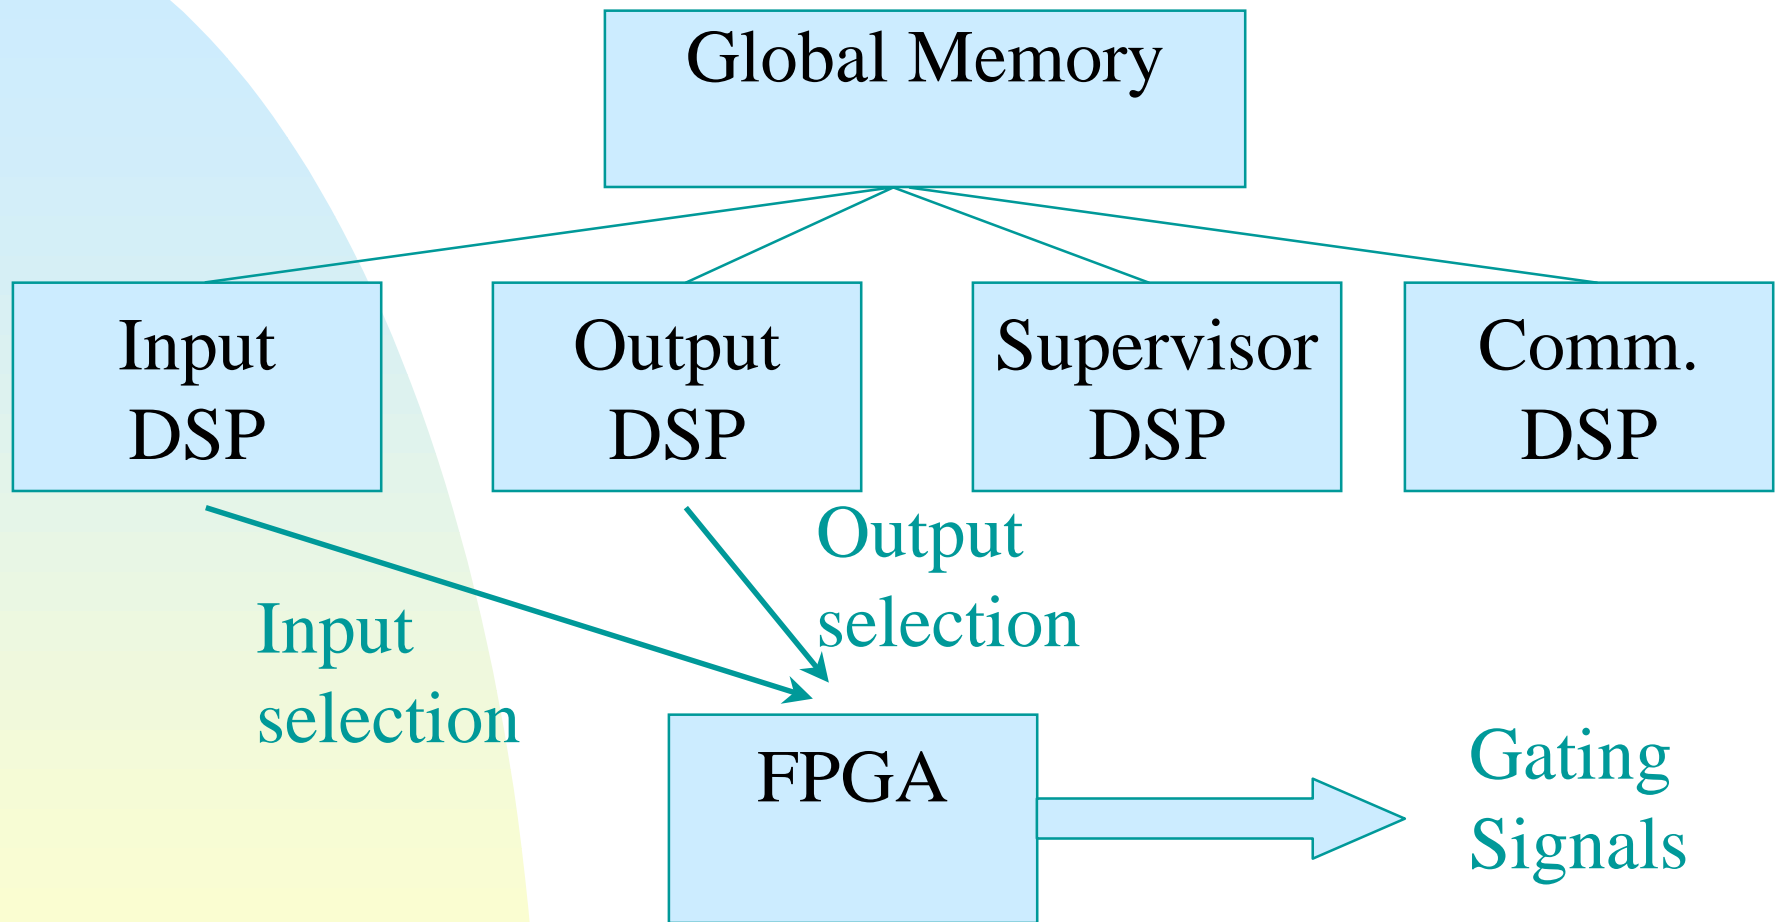 Global Memory
Input
DSP
Output
DSP
Supervisor
DSP
Comm.
DSP
Output
selection
Input
selection
FPGA
Gating
Signals